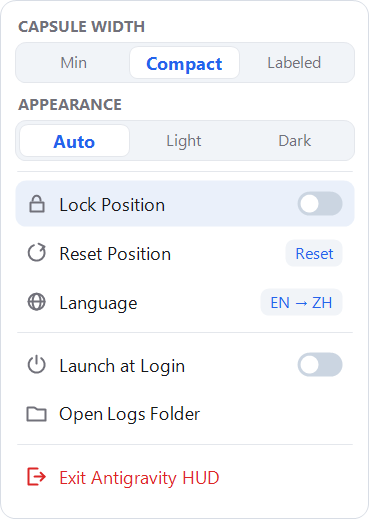 CAPSULE WIDTH
Min Compact Labeled
APPEARANCE
Auto Light Dark
Lock Position
Reset Position Reset
Language EN → ZH
Launch at Login
Open Logs Folder
Exit Antigravity HUD